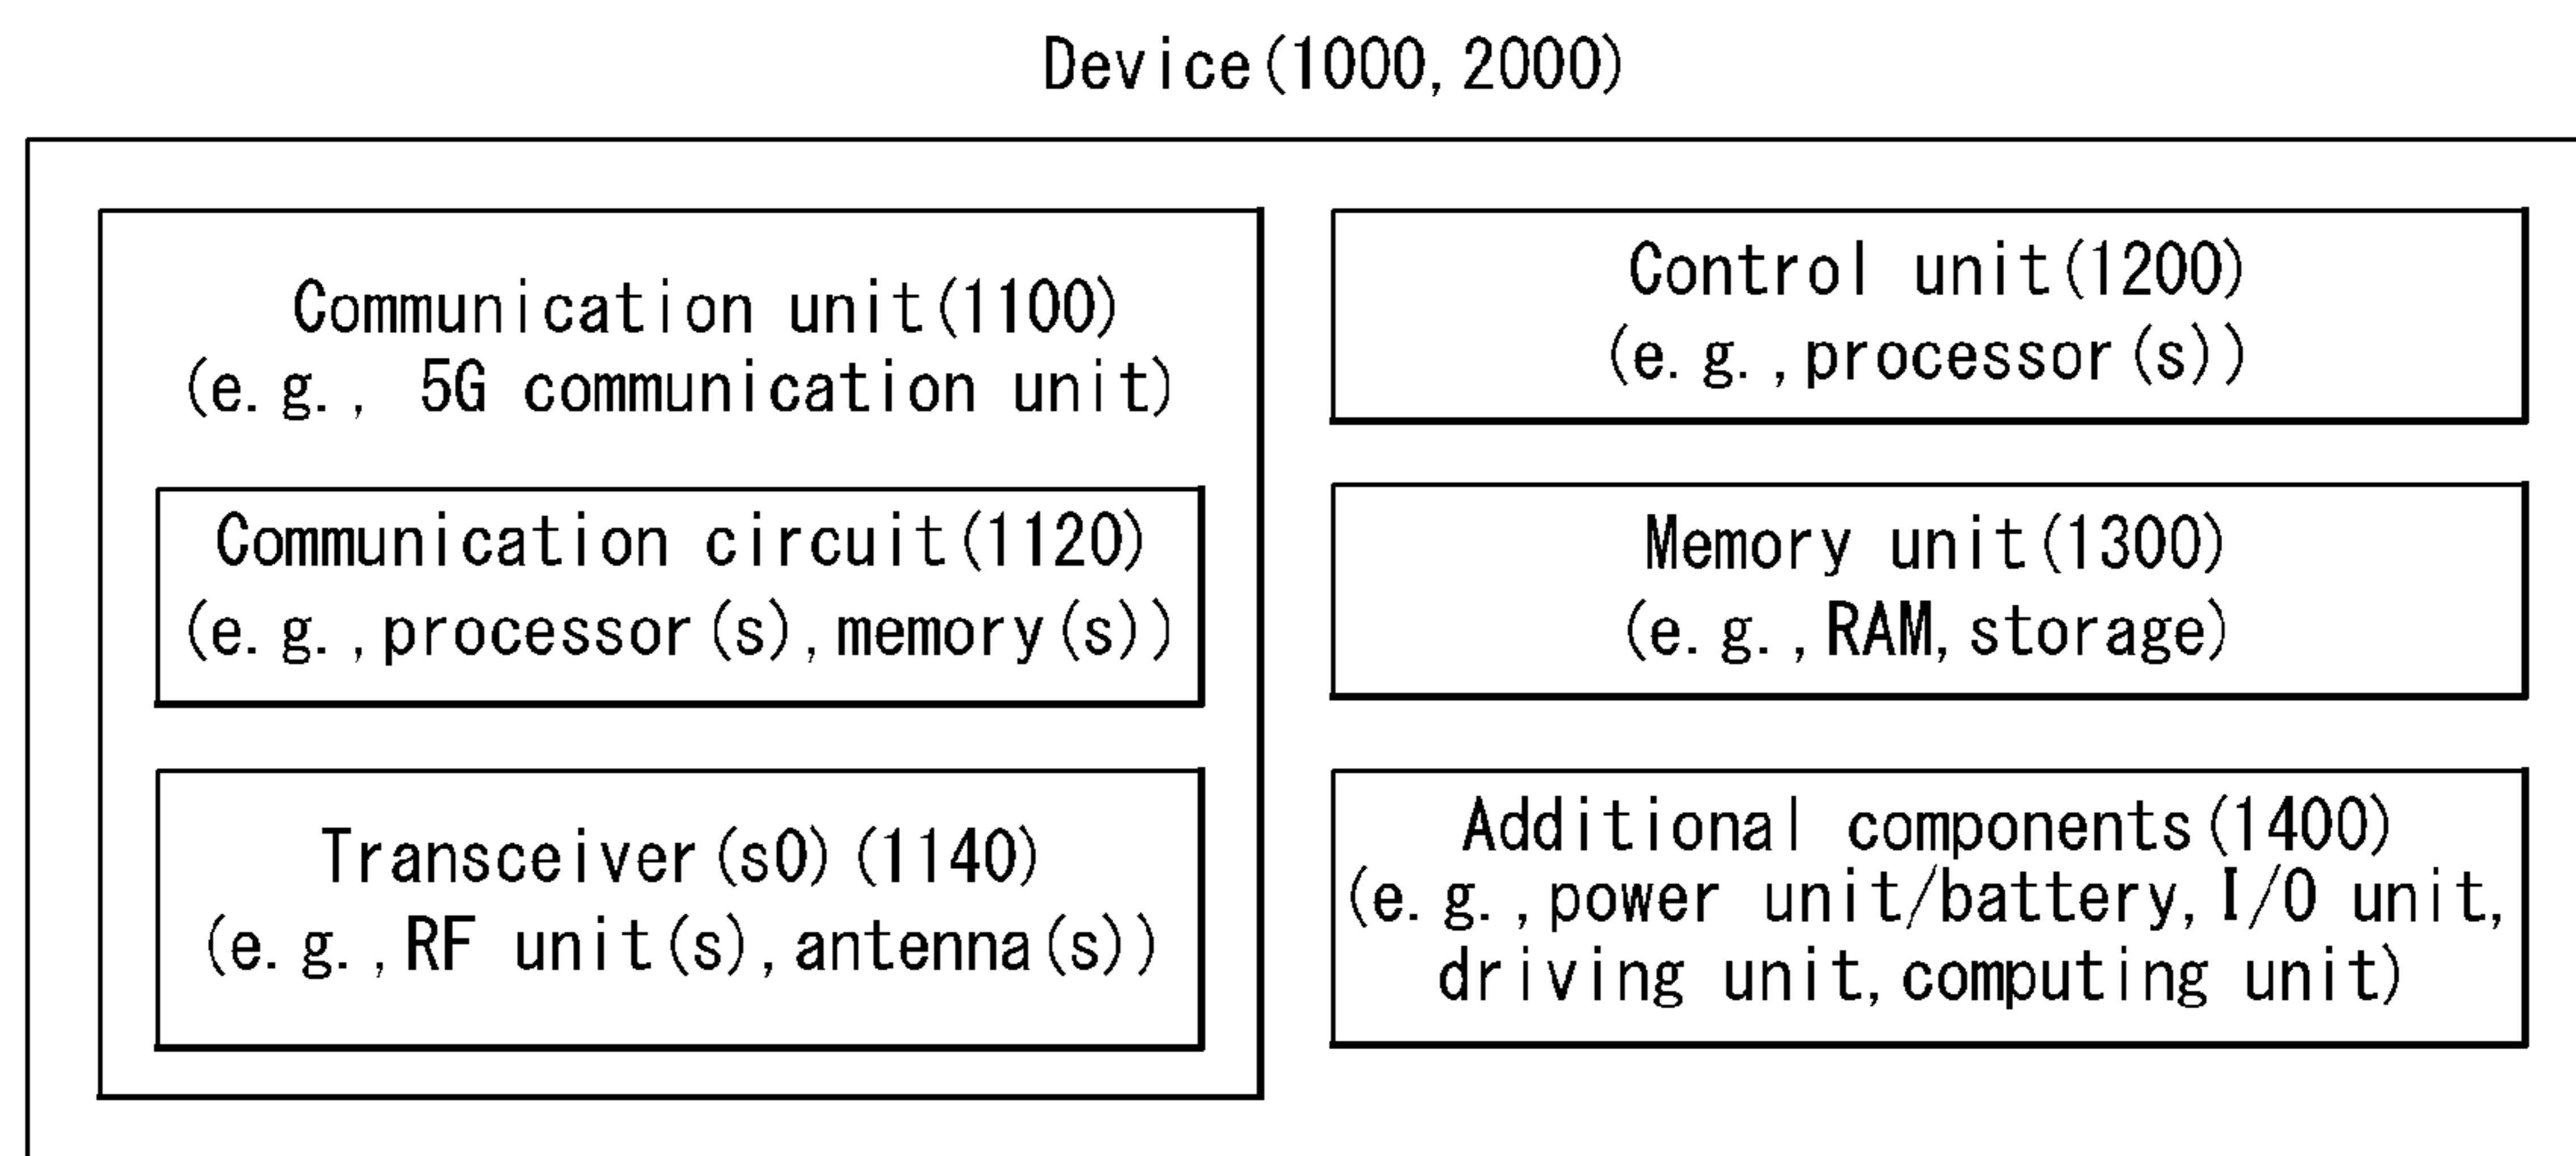 Device(1000,2000)
Communication unit(1100)
(e.g., 5G communication unit)
Communication circuit(1120)
(e.g.,processor(s),memory(s))
Transceiver(s0)(1140)
(e.g.,RF unit(s),antenna(s))
Control unit(1200)
(e.g.,processor(s))
Memory unit(1300)
(e.g.,RAM,storage)
Additional components(1400)
(e.g.,power unit/battery,I/O unit,
driving unit,computing unit)